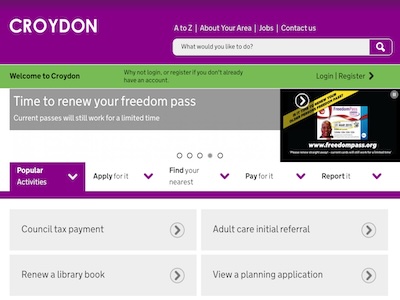 CROYDON
A to Z | About Your Area | Jobs | Contact us
What would you like to do?
Welcome to Croydon
Why not login, or register if you don't already
have an account.
Login | Register
Time to renew your freedom pass
Current passes will still work for a limited time
www.freedompass.org
Popular
Activities
Apply for it
Find your
nearest
Pay for it
Report it
Council tax payment
Adult care initial referral
Renew a library book
View a planning application